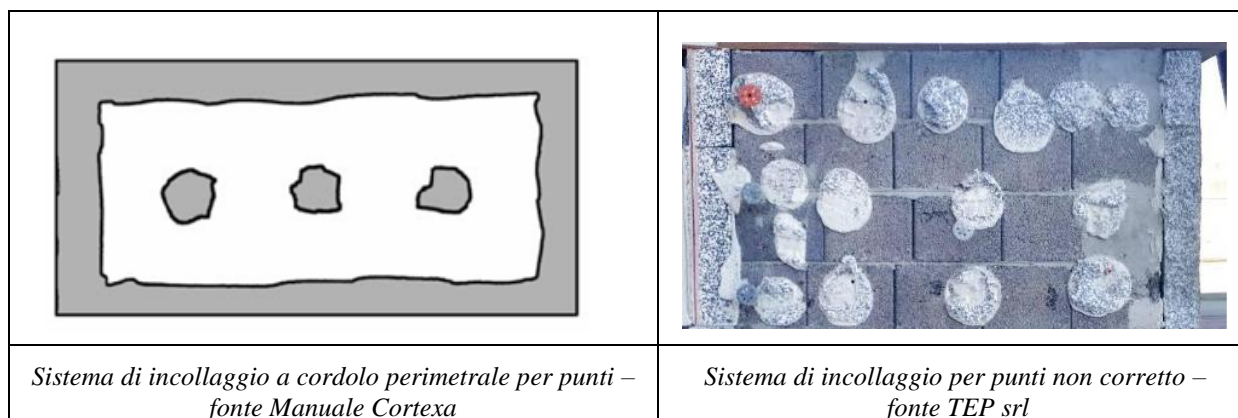 Sistema di incollaggio a cordolo perimetrale per punti –
fonte Manuale Cortexa
Sistema di incollaggio per punti non corretto –
fonte TEP srl